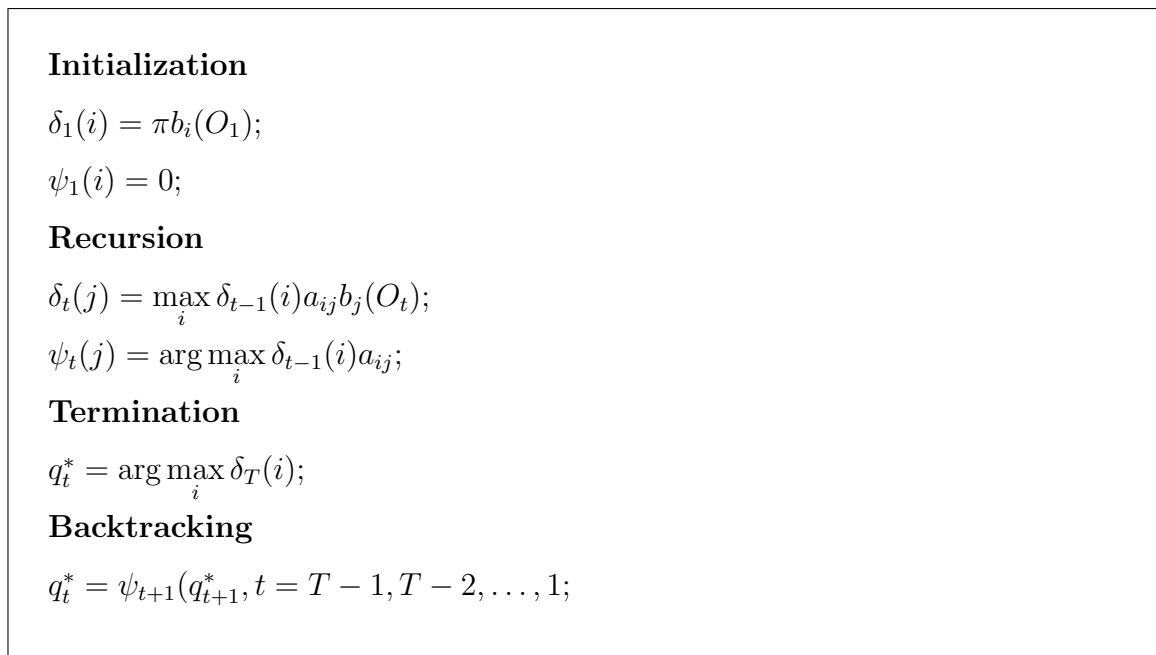 Initialization
δ₁(i) = πbᵢ(O₁);
ψ₁(i) = 0;
Recursion
δₜ(j) = max_i δₜ₋₁(i)aᵢⱼbⱼ(Oₜ);
ψₜ(j) = arg max_i δₜ₋₁(i)aᵢⱼ;
Termination
qₜ* = arg max_i δ_T(i);
Backtracking
qₜ* = ψₜ₊₁(qₜ₊₁*, t = T − 1, T − 2, . . . , 1;